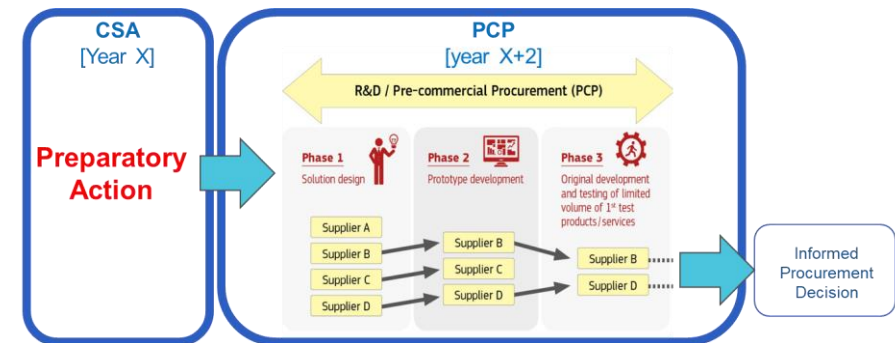 CSA
[Year X]
Preparatory
Action
PCP
[year X+2]
R&D / Pre-commercial Procurement (PCP)
Phase 1
Solution design
Supplier A
Supplier B
Supplier C
Supplier D
Phase 2
Prototype development
Supplier B
Supplier C
Supplier D
Phase 3
Original development
and testing of limited
volume of 1st test
products/services
Supplier B
Supplier D
Informed
Procurement
Decision